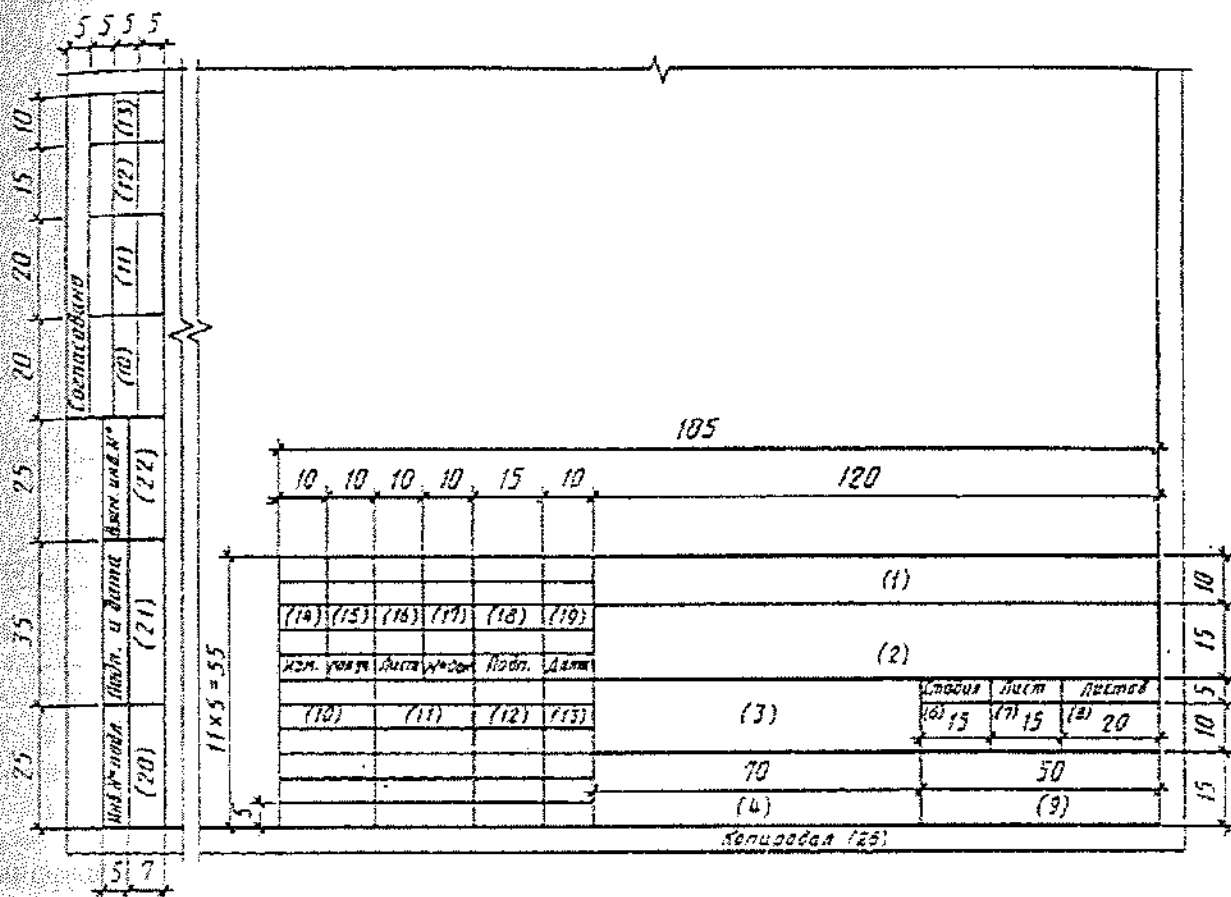 5 5 5 5
10 15 20 20 25 35 25
Согласовано
(10) (11) (12) (13)
Взам. инв. №
(22)
Подп. и дата
(21)
Инв. № подл.
(20)
5 7
185
10 10 10 10 15 10 120
11 x 5 = 55
5
(1)
10
(14) (15) (16) (17) (18) (19)
(2)
15
Изм. Кол.уч Лист №док Подп. Дата
Стадия Лист Листов
5
(10) (11) (12) (13)
(3)
(6) 15 (7) 15 (8) 20
10
70 50
(4) (9)
15
Копировал (26)